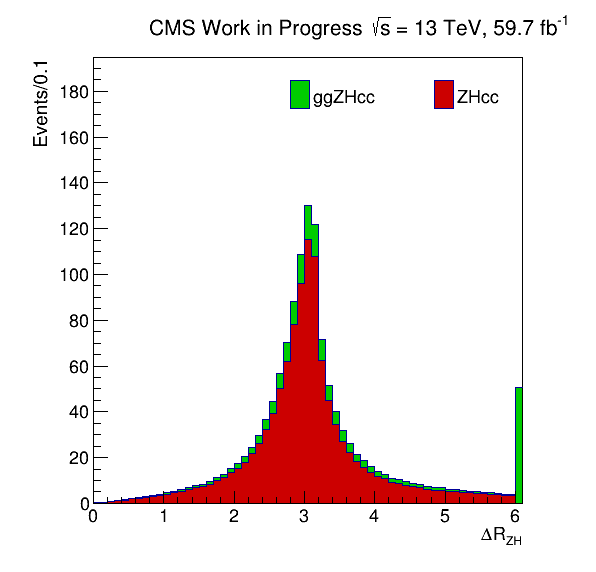 CMS Work in Progress √s = 13 TeV, 59.7 fb⁻¹
Events/0.1
ggZHcc ZHcc
180
160
140
120
100
80
60
40
20
0
0 1 2 3 4 5 6
ΔR_ZH